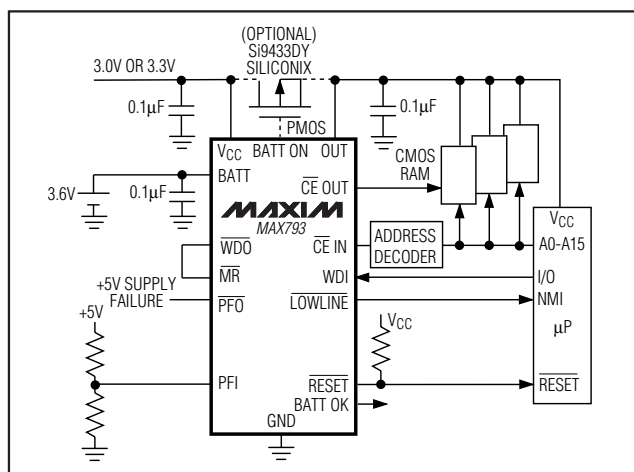 (OPTIONAL)
Si9433DY
SILICONIX
3.0V OR 3.3V
0.1µF
0.1µF
PMOS
VCC
BATT ON
OUT
BATT
CE OUT
CMOS
RAM
3.6V
0.1µF
MAXIM
MAX793
VCC
WDO
CE IN
ADDRESS
DECODER
A0-A15
MR
WDI
I/O
+5V SUPPLY
FAILURE
PFO
LOWLINE
NMI
+5V
VCC
µP
PFI
RESET
RESET
BATT OK
GND